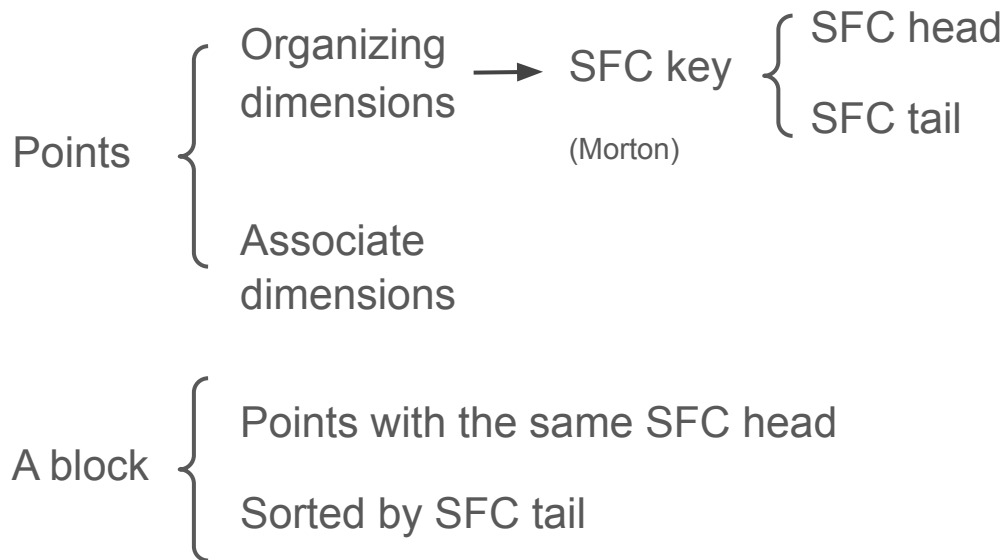 Points
Organizing
dimensions
SFC key
(Morton)
SFC head
SFC tail
Associate
dimensions
A block
Points with the same SFC head
Sorted by SFC tail